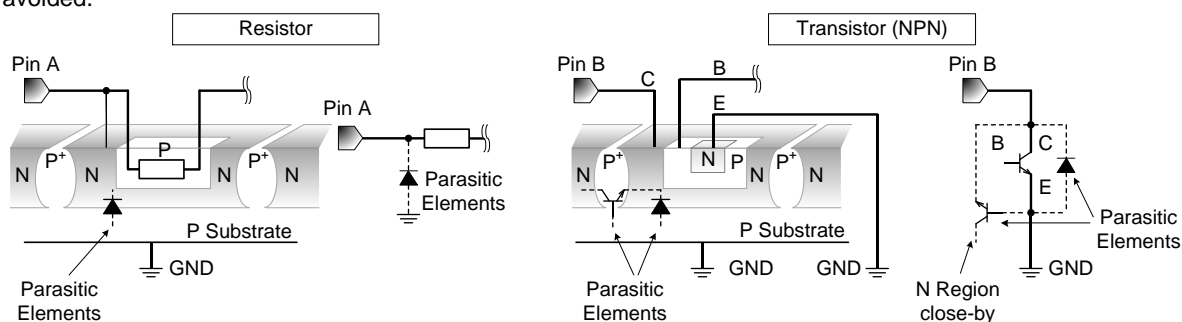 avoided.
Resistor
Transistor (NPN)
Pin A
Pin A
Pin B
C
B
E
Pin B
N
P+
N
P
N
P+
N
Parasitic
Elements
P Substrate
GND
Parasitic
Elements
N
P+
N
N
P
N
P+
N
P Substrate
GND
GND
Parasitic
Elements
B
C
E
Parasitic
Elements
GND
N Region
close-by